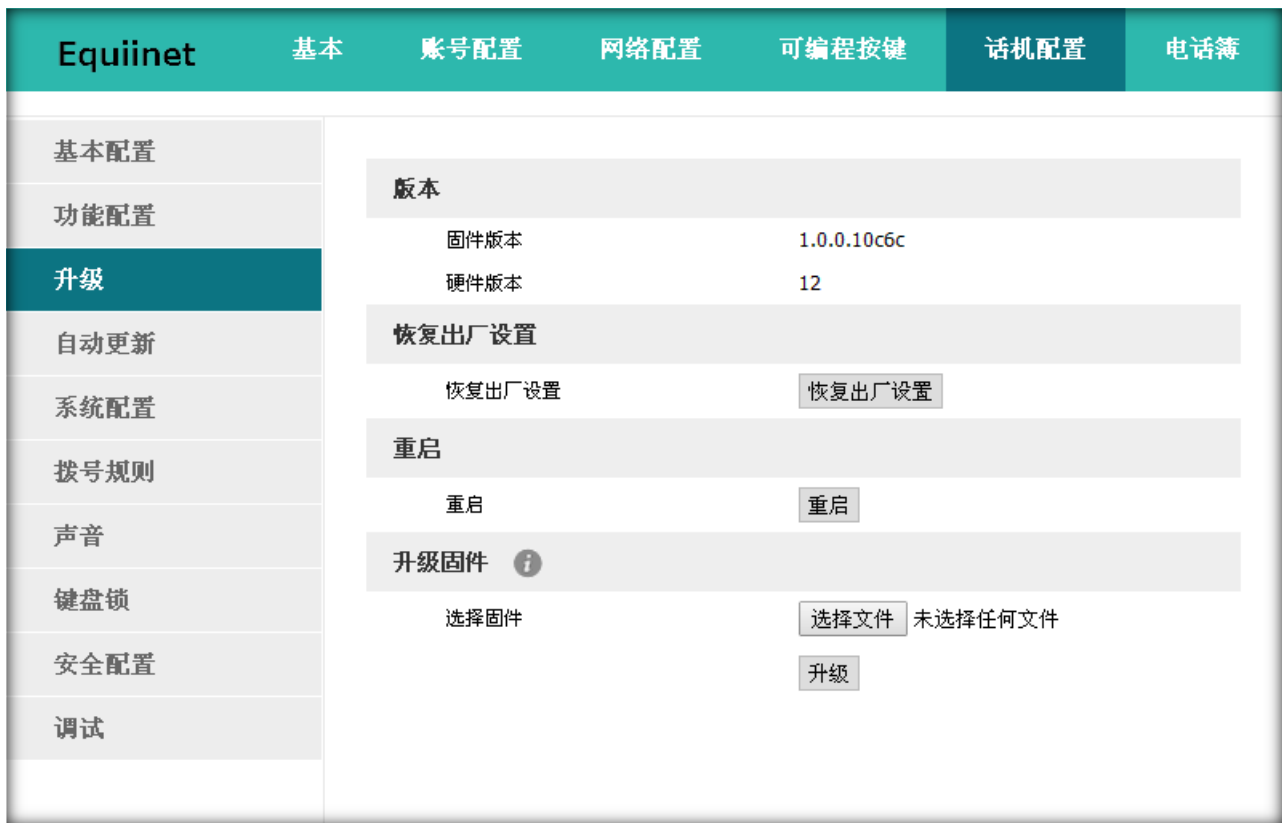 Equiinet 基本 账号配置 网络配置 可编程按键 话机配置 电话簿
基本配置
功能配置
升级
自动更新
系统配置
拨号规则
声音
键盘锁
安全配置
调试
版本
固件版本 1.0.0.10c6c
硬件版本 12
恢复出厂设置
恢复出厂设置 恢复出厂设置
重启
重启 重启
升级固件
选择固件 选择文件 未选择任何文件
升级